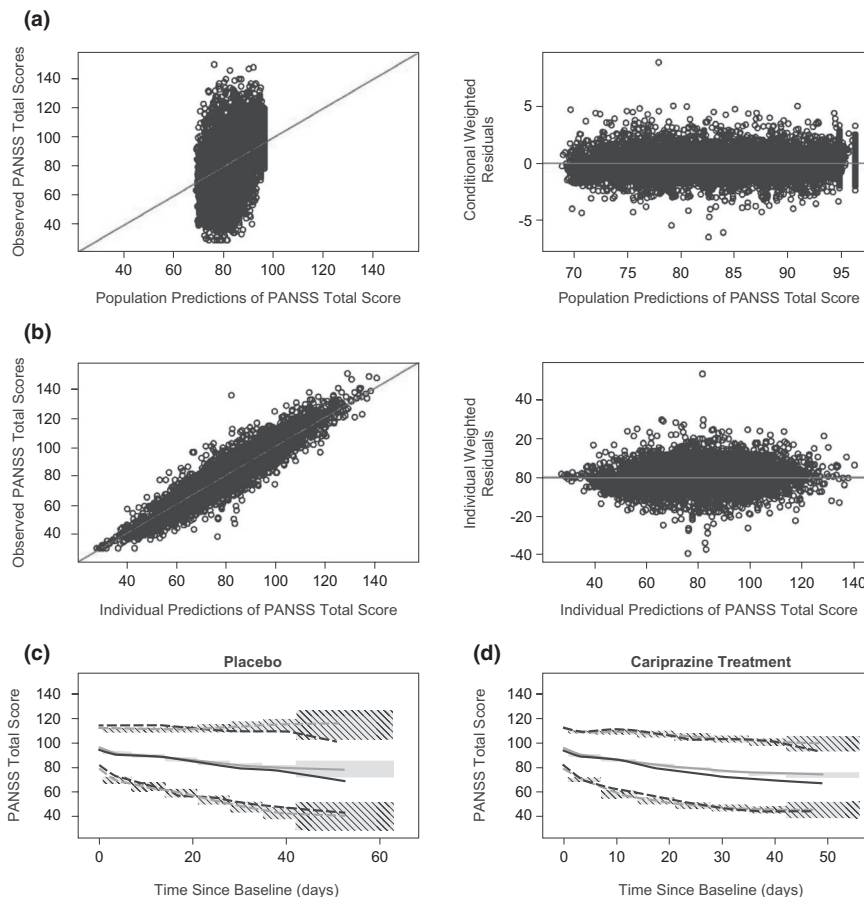 (a)
Observed PANSS Total Scores
140
120
100
80
60
40
40 60 80 100 120 140
Population Predictions of PANSS Total Score
Conditional Weighted
Residuals
5
0
-5
70 75 80 85 90 95
Population Predictions of PANSS Total Score
(b)
Observed PANSS Total Scores
140
120
100
80
60
40
40 60 80 100 120 140
Individual Predictions of PANSS Total Score
Individual Weighted
Residuals
40
20
80
-20
-40
40 60 80 100 120 140
Individual Predictions of PANSS Total Score
(c)
Placebo
PANSS Total Score
140
120
100
80
60
40
0 20 40 60
Time Since Baseline (days)
(d)
Cariprazine Treatment
PANSS Total Score
140
120
100
80
60
40
0 10 20 30 40 50
Time Since Baseline (days)